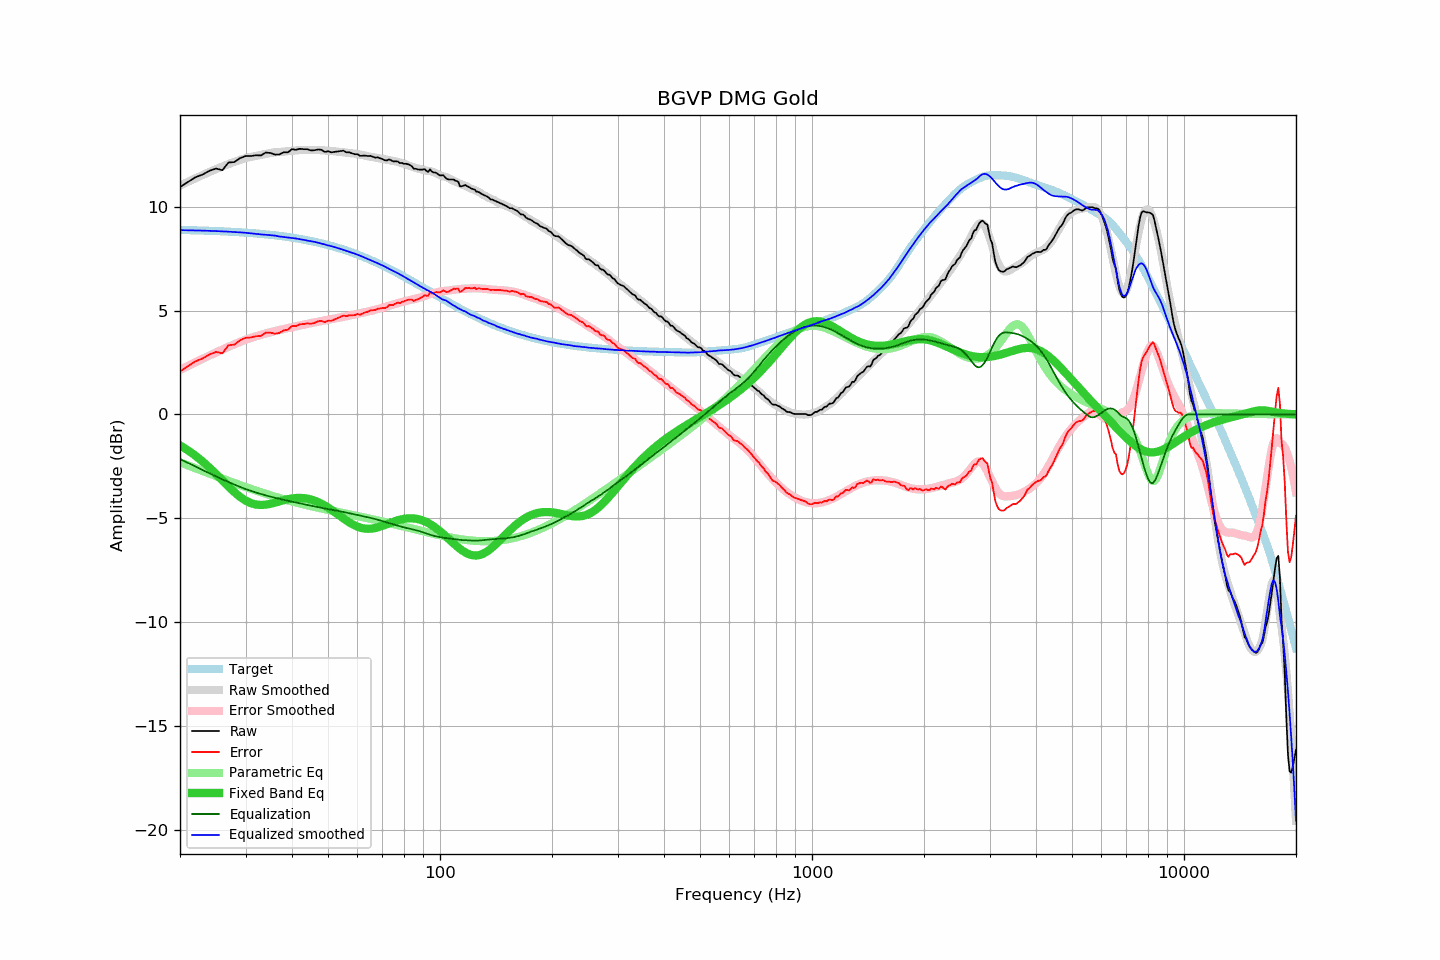 BGVP DMG Gold
Amplitude (dBr)
10
5
0
−5
−10
−15
−20
Target
Raw Smoothed
Error Smoothed
Raw
Error
Parametric Eq
Fixed Band Eq
Equalization
Equalized smoothed
100
1000
10000
Frequency (Hz)